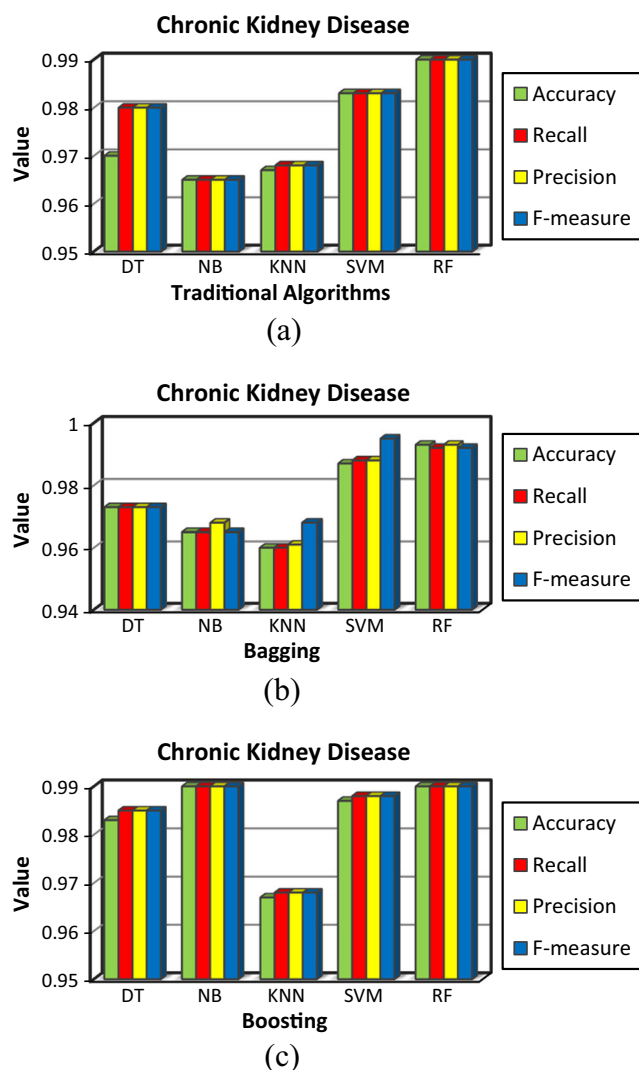 Chronic Kidney Disease
0.99
0.98
0.97
0.96
0.95
Value
DT NB KNN SVM RF
Traditional Algorithms
Accuracy
Recall
Precision
F-measure
(a)
Chronic Kidney Disease
1
0.98
0.96
0.94
Value
DT NB KNN SVM RF
Bagging
Accuracy
Recall
Precision
F-measure
(b)
Chronic Kidney Disease
0.99
0.98
0.97
0.96
0.95
Value
DT NB KNN SVM RF
Boosting
Accuracy
Recall
Precision
F-measure
(c)